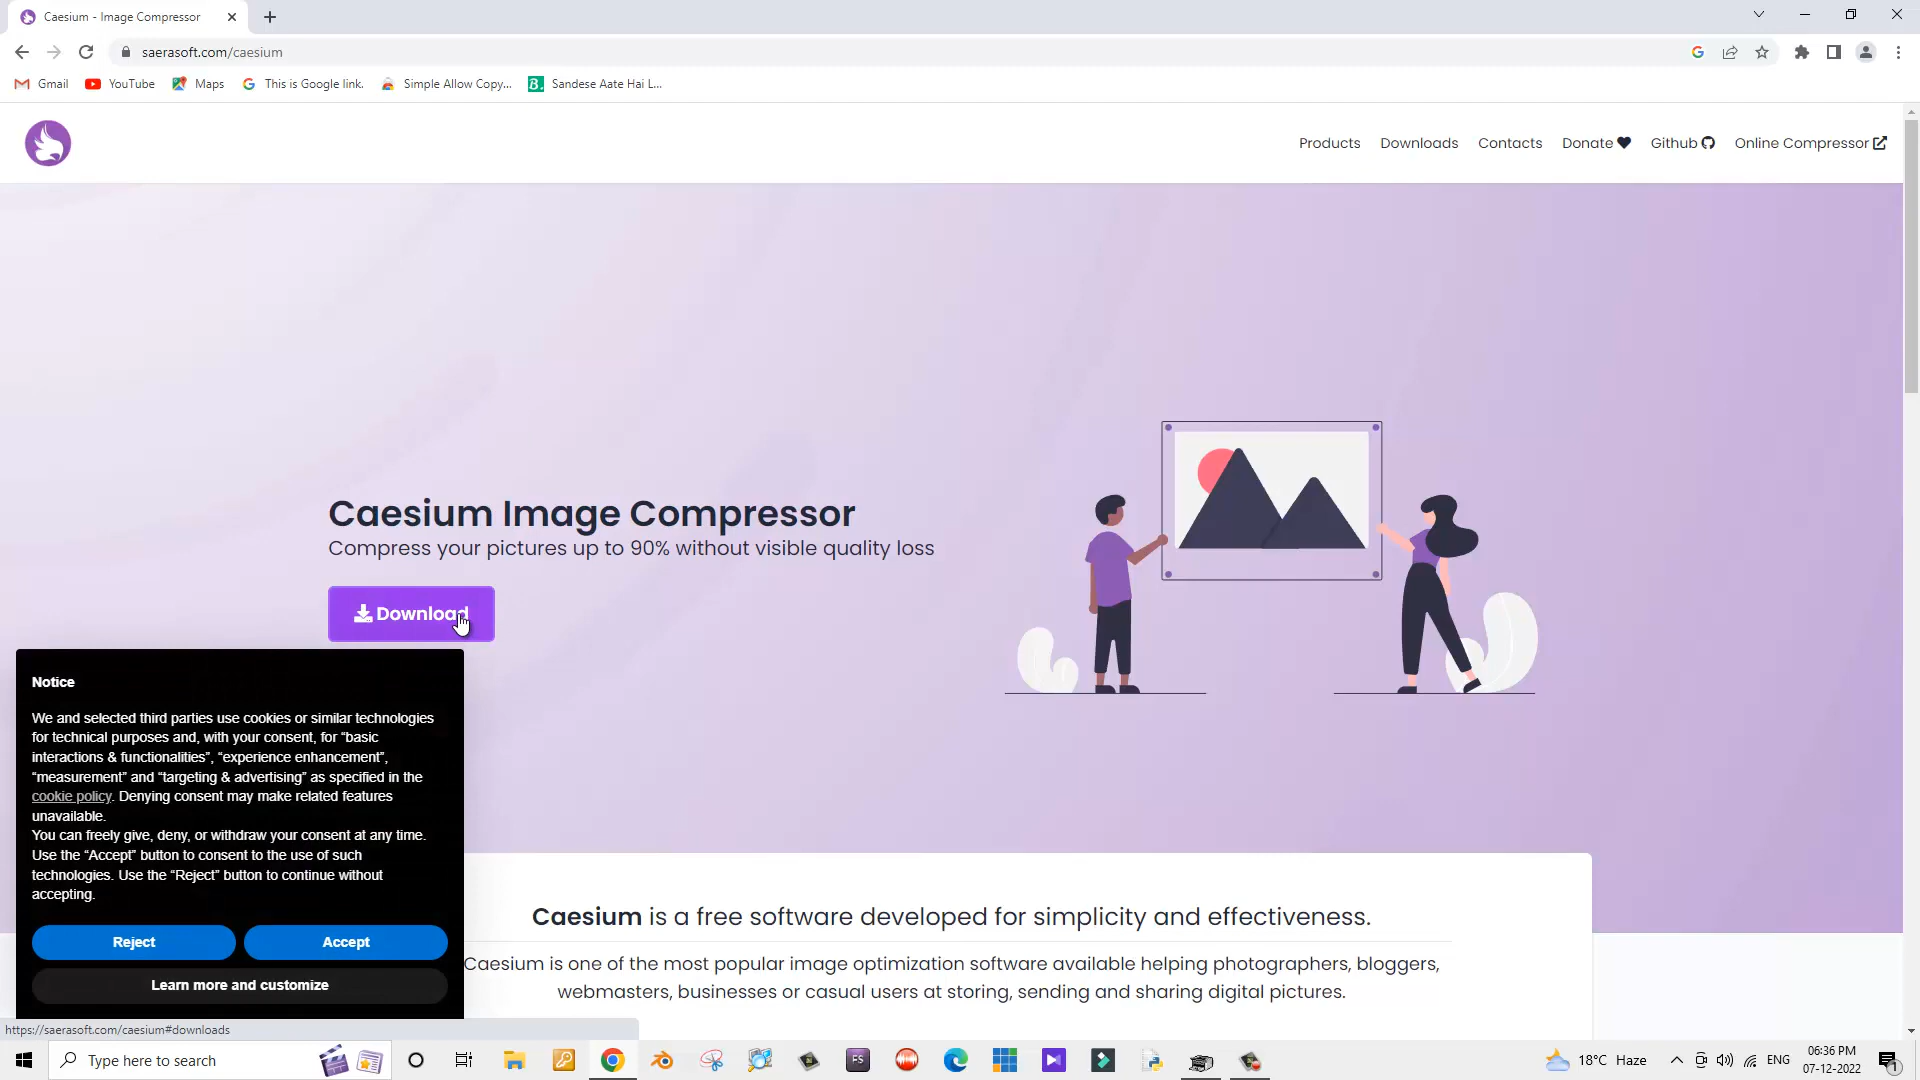 Caesium - Image Compressor
saerasoft.com/caesium
Gmail
YouTube
Maps
This is Google link.
Simple Allow Copy...
Sandese Aate Hai L...
Products
Downloads
Contacts
Donate
Github
Online Compressor
Caesium Image Compressor
Compress your pictures up to 90% without visible quality loss
Download
Notice
We and selected third parties use cookies or similar technologies
for technical purposes and, with your consent, for “basic
interactions & functionalities”, “experience enhancement”,
“measurement” and “targeting & advertising” as specified in the
cookie policy. Denying consent may make related features
unavailable.
You can freely give, deny, or withdraw your consent at any time.
Use the “Accept” button to consent to the use of such
technologies. Use the “Reject” button to continue without
accepting.
Reject
Accept
Learn more and customize
Caesium is a free software developed for simplicity and effectiveness.
Caesium is one of the most popular image optimization software available helping photographers, bloggers,
webmasters, businesses or casual users at storing, sending and sharing digital pictures.
https://saerasoft.com/caesium#downloads
Type here to search
FS
18°C Haze
ENG
06:36 PM
07-12-2022
1